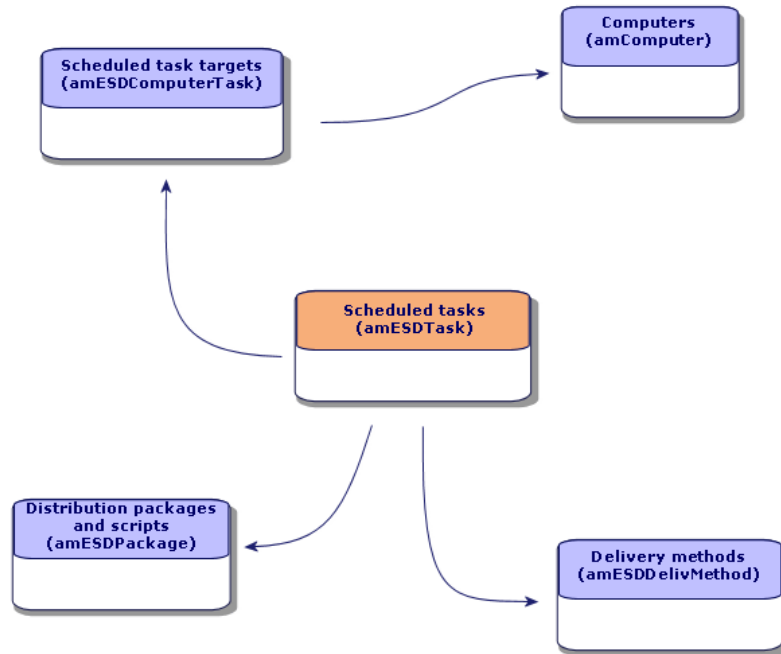 Computers
(amComputer)
Scheduled task targets
(amESDComputerTask)
Scheduled tasks
(amESDTask)
Distribution packages
and scripts
(amESDPackage)
Delivery methods
(amESDDelivMethod)